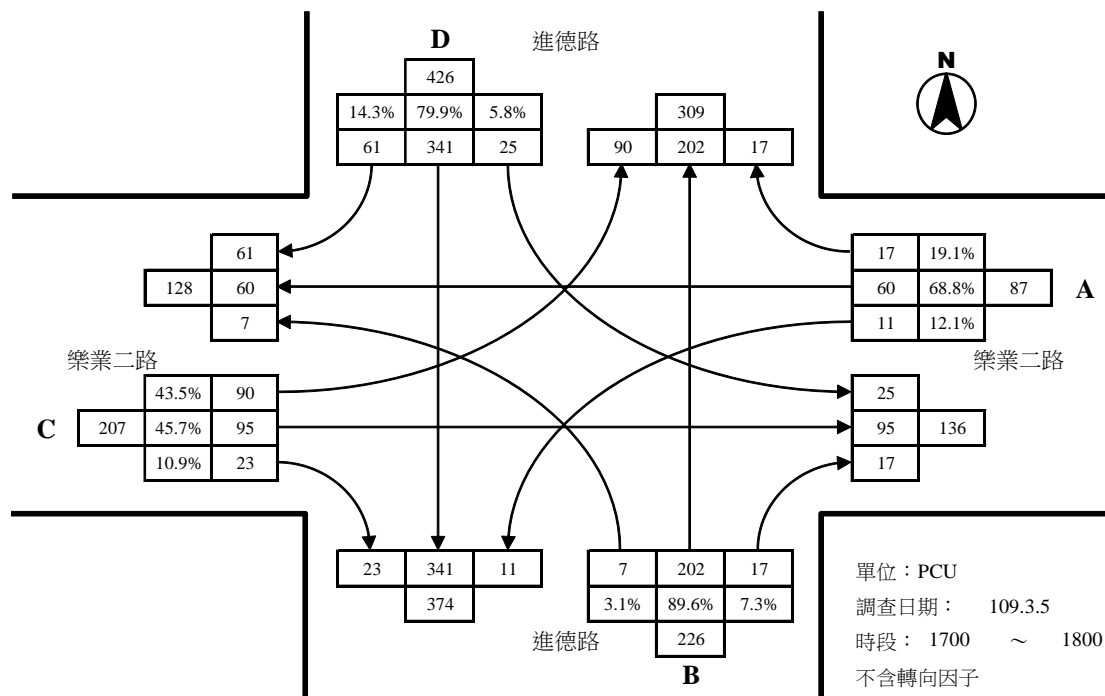 D
進德路
N
426
14.3% 79.9% 5.8%
61 341 25
309
90 202 17
61
128 60
7
17 19.1%
60 68.8% 87
11 12.1%
A
樂業二路
樂業二路
C
43.5% 90
207 45.7% 95
10.9% 23
25
95 136
17
23 341 11
374
7 202 17
3.1% 89.6% 7.3%
226
進德路
B
單位：PCU
調查日期： 109.3.5
時段： 1700 ～ 1800
不含轉向因子